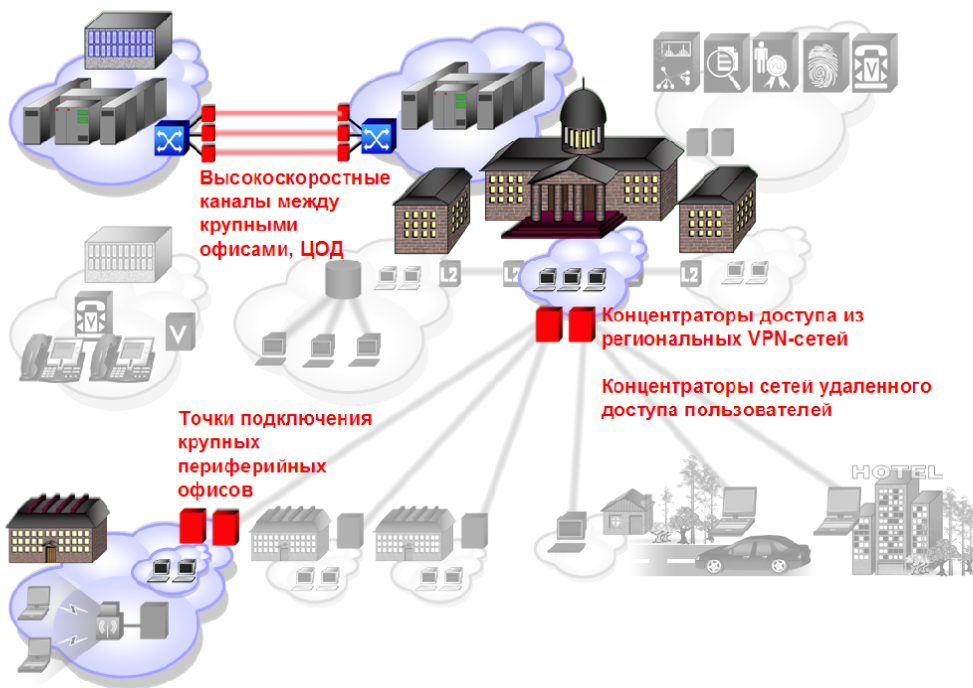 V
Высокоскоростные
каналы между
крупными
офисами, ЦОД
L2
L2
L2
V
V
Концентраторы доступа из
региональных VPN-сетей
Концентраторы сетей удаленного
доступа пользователей
Точки подключения
крупных
периферийных
офисов
HOTEL